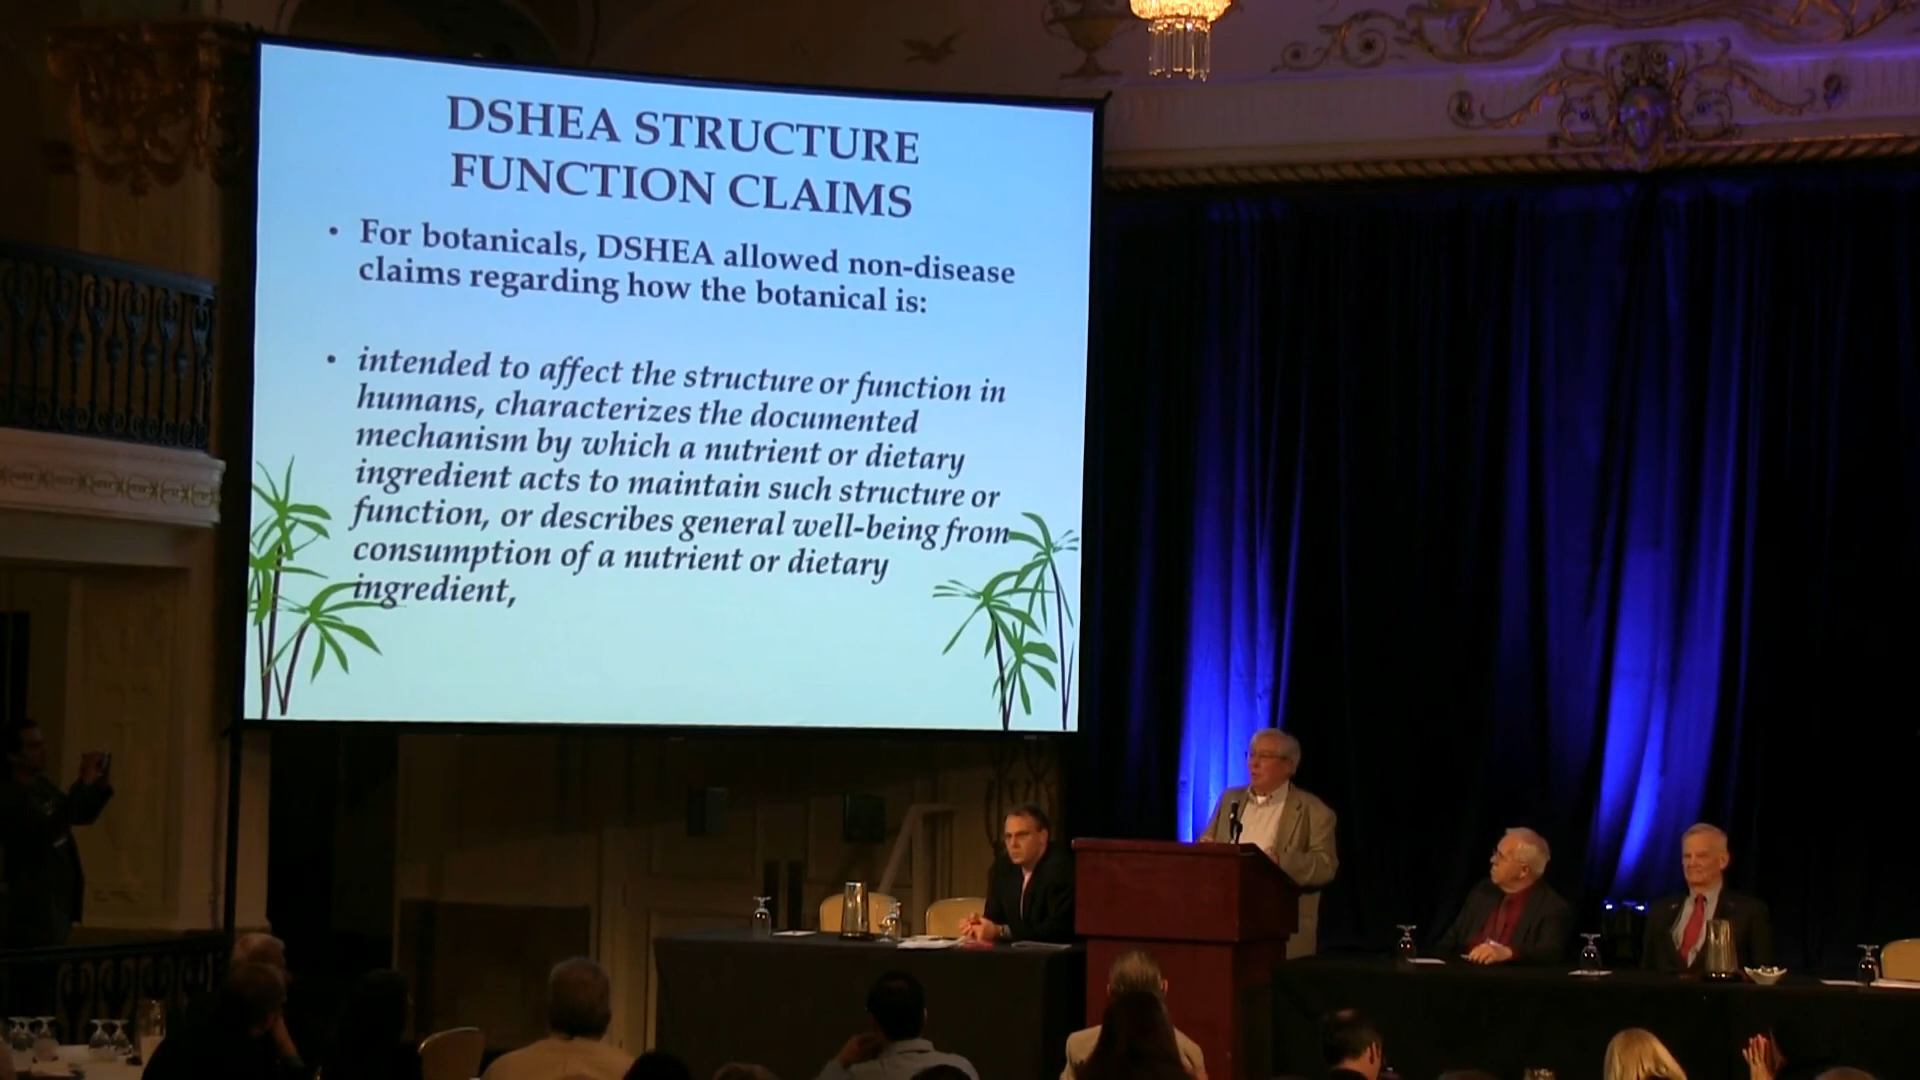 DSHEA STRUCTURE
FUNCTION CLAIMS
• For botanicals, DSHEA allowed non-disease
claims regarding how the botanical is:
• intended to affect the structure or function in
humans, characterizes the documented
mechanism by which a nutrient or dietary
ingredient acts to maintain such structure or
function, or describes general well-being from
consumption of a nutrient or dietary
ingredient,